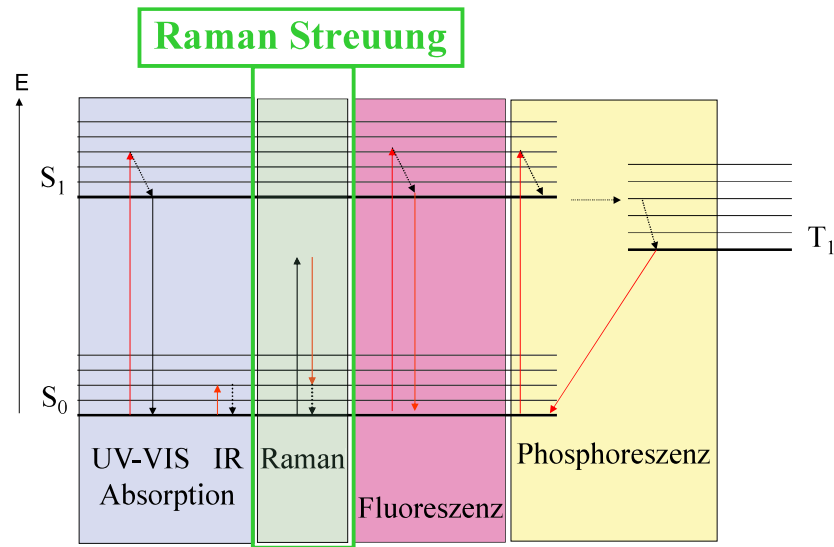 Raman Streuung
E
S1
T1
S0
UV-VIS IR
Absorption
Raman
Fluoreszenz
Phosphoreszenz